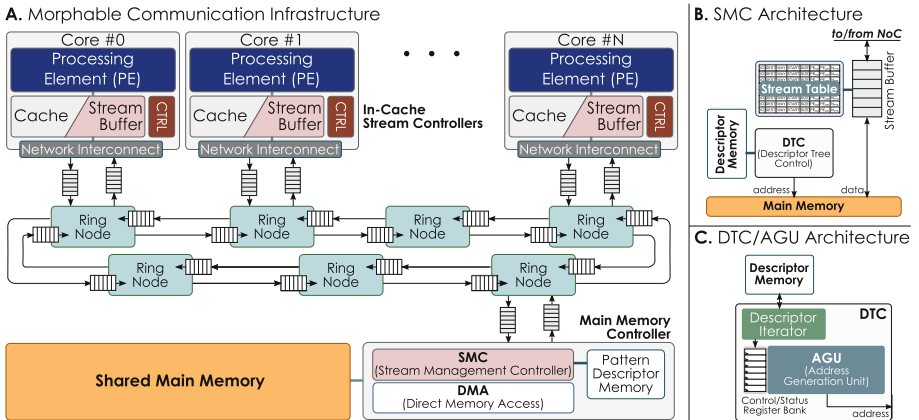 A. Morphable Communication Infrastructure
Core #0
Processing
Element (PE)
Cache
Stream
Buffer
CTRL
Network Interconnect
Core #1
Processing
Element (PE)
Cache
Stream
Buffer
CTRL
Network Interconnect
• • •
In-Cache
Stream Controllers
Core #N
Processing
Element (PE)
Cache
Stream
Buffer
CTRL
Network Interconnect
Ring
Node
Ring
Node
Ring
Node
Ring
Node
Ring
Node
Ring
Node
Ring
Node
Main Memory
Controller
Shared Main Memory
SMC
(Stream Management Controller)
DMA
(Direct Memory Access)
Pattern
Descriptor
Memory
B. SMC Architecture
to/from NoC
Stream Table
Stream Buffer
Descriptor
Memory
DTC
(Descriptor Tree
Control)
address
data
Main Memory
C. DTC/AGU Architecture
Descriptor
Memory
DTC
Descriptor
Iterator
AGU
(Address
Generation Unit)
Control/Status
Register Bank
address